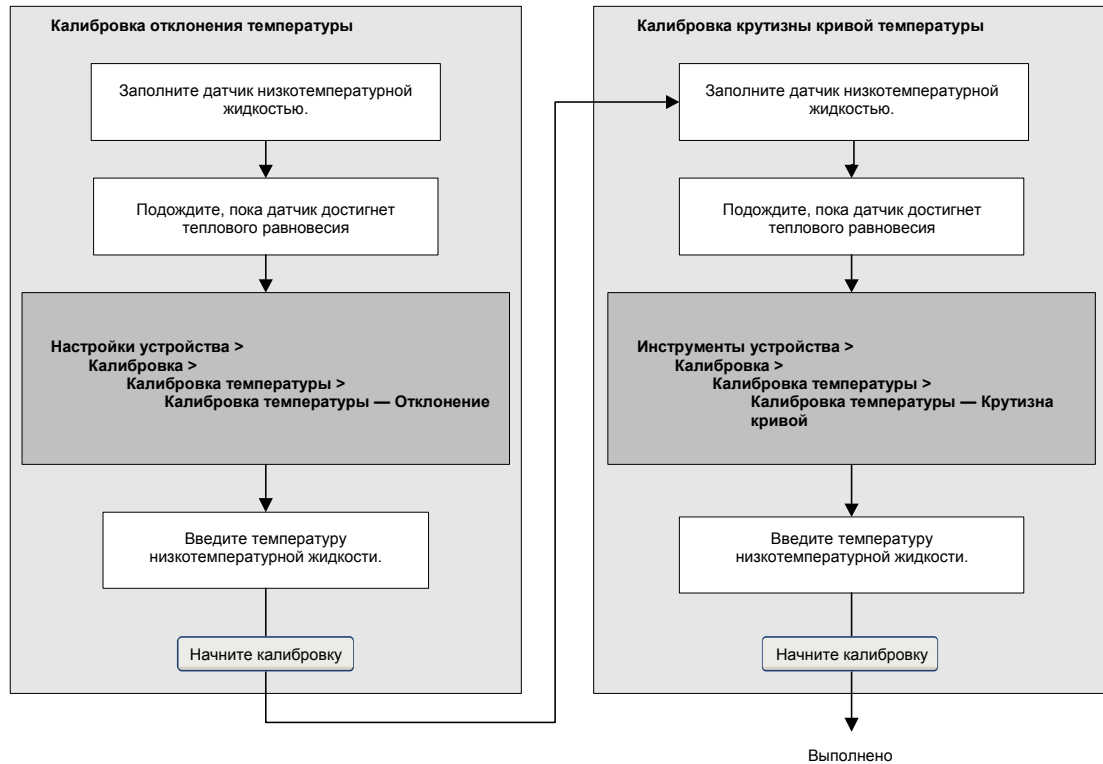 Калибровка отклонения температуры
Заполните датчик низкотемпературной
жидкостью.
Подождите, пока датчик достигнет
теплового равновесия
Настройки устройства >
Калибровка >
Калибровка температуры >
Калибровка температуры — Отклонение
Введите температуру
низкотемпературной жидкости.
Начните калибровку
Калибровка крутизны кривой температуры
Заполните датчик низкотемпературной
жидкостью.
Подождите, пока датчик достигнет
теплового равновесия
Инструменты устройства >
Калибровка >
Калибровка температуры >
Калибровка температуры — Крутизна
кривой
Введите температуру
низкотемпературной жидкости.
Начните калибровку
Выполнено